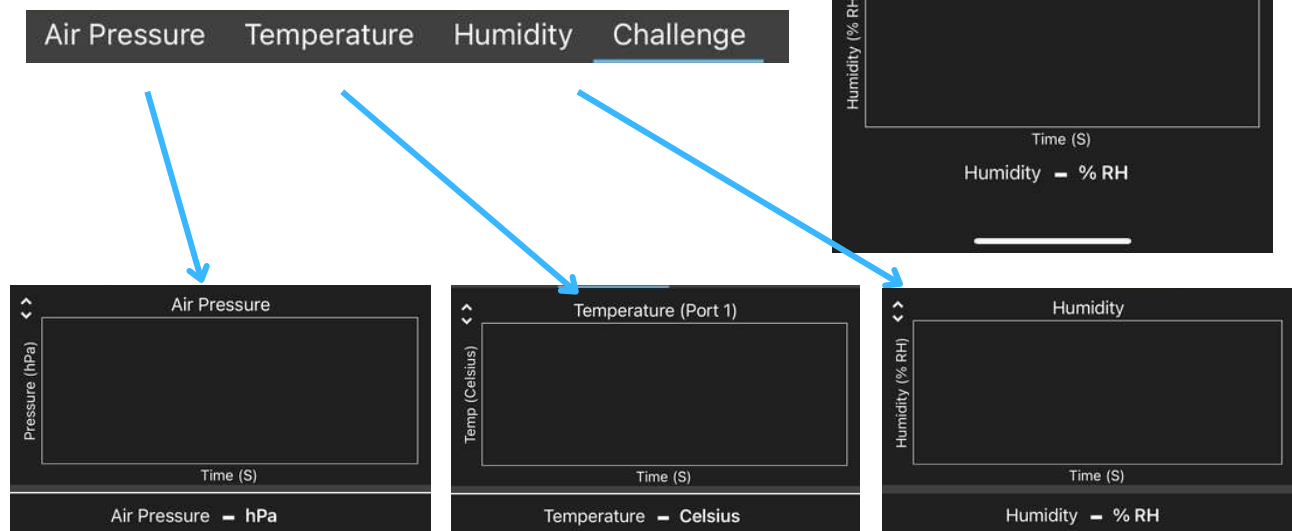 Air Pressure Temperature Humidity Challenge
Humidity (% RH
Time (S)
Humidity – % RH
Air Pressure
Pressure (hPa)
Time (S)
Air Pressure – hPa
Temperature (Port 1)
Temp (Celsius)
Time (S)
Temperature – Celsius
Humidity
Humidity (% RH)
Time (S)
Humidity – % RH